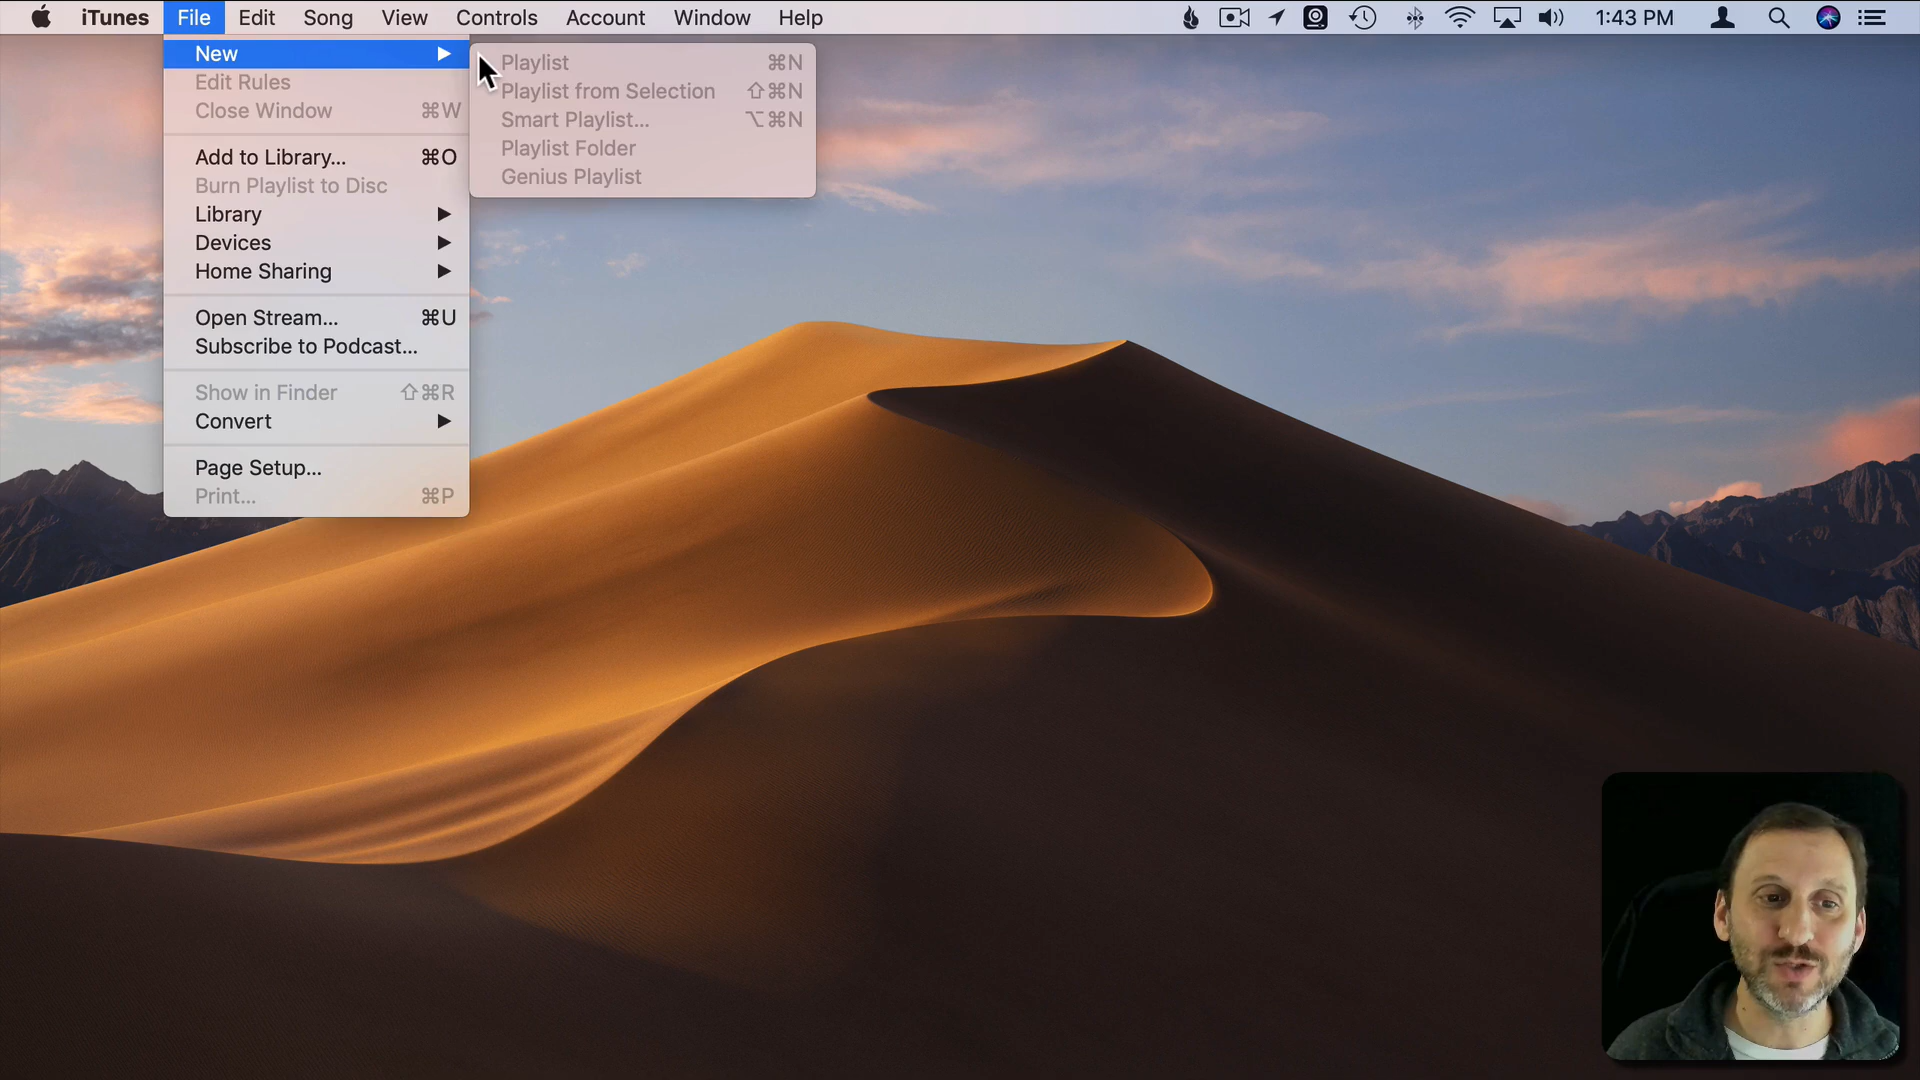 iTunes File Edit Song View Controls Account Window Help 1:43 PM
New ▶
Edit Rules
Close Window ⌘W
Add to Library... ⌘O
Burn Playlist to Disc
Library ▶
Devices ▶
Home Sharing ▶
Open Stream... ⌘U
Subscribe to Podcast...
Show in Finder ⇧⌘R
Convert ▶
Page Setup...
Print... ⌘P
Playlist ⌘N
Playlist from Selection ⇧⌘N
Smart Playlist... ⌥⌘N
Playlist Folder
Genius Playlist